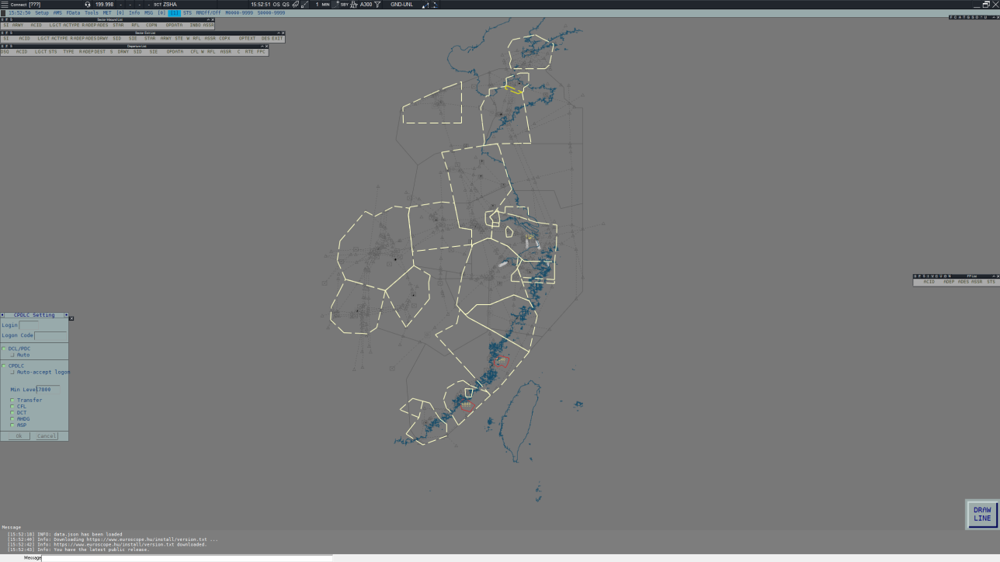 Connect [???] 199.998 - - - - SCT ZSHA 15:52:51 OS QS 1 MIN SBY A300 GND-UNL
15:52:50 Setup AMS FData Tools MET [0] Info MSG [0] [1] STS RROff/Off M0000-9999 S0000-9999
Sector Inbound List
SI ARWY ACID LGCT ACTYPE RADEP ADES STAR RFL COPN OPDATA INBO ASSR
Sector Exit List
SI ACID LGCT ACTYPE RADEP ADES DRWY SID SIE STAR ARWY STE W RFL ASSR COPX OPTEXT DES EXIT
Departure List
DSQ ACID LGCT STS TYPE RADEP DEST S DRWY SID SIE OPDATA CFL W RFL ASSR C RTE FPC
FP List
ACID ADEP ADES ASSR STS
CPDLC Setting
Login
Logon Code
DCL/PDC
Auto
CPDLC
Auto-accept logon
Min Level 7800
Transfer
CFL
DCT
AHDG
ASP
Ok Cancel
DRAW
LINE
Message
[15:52:18] INFO: data.json has been loaded
[15:52:40] Info: Downloading https://www.euroscope.hu/install/version.txt ...
[15:52:42] Info: https://www.euroscope.hu/install/version.txt downloaded.
[15:52:43] Info: You have the latest public release.
Message